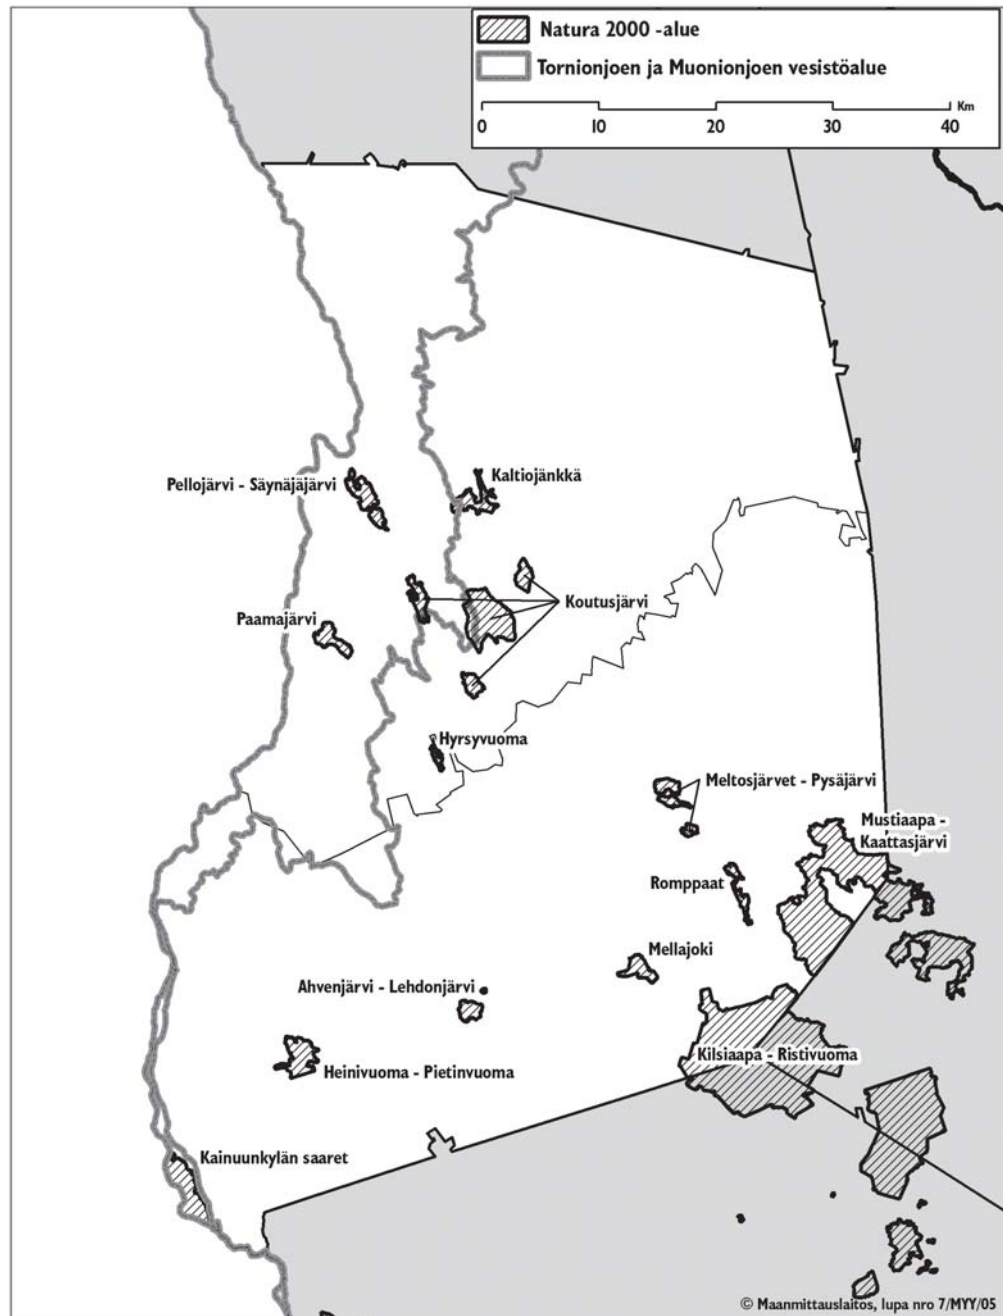 Natura 2000 -alue
Tornionjoen ja Muonionjoen vesistöalue
Km
0 10 20 30 40
Kaltiojänkkä
Pellojärvi - Säynäjäjärvi
Koutusjärvi
Paamajärvi
Hyrsyvuoma
Meltosjärvet - Pysäjärvi
Mustiaapa -
Kaattasjärvi
Romppaat
Mellajoki
Ahvenjärvi - Lehdonjärvi
Kilsiaapa - Ristivuoma
Heinivuoma - Pietinvuoma
Kainuunkylän saaret
© Maanmittauslaitos, lupa nro 7/MYY/05